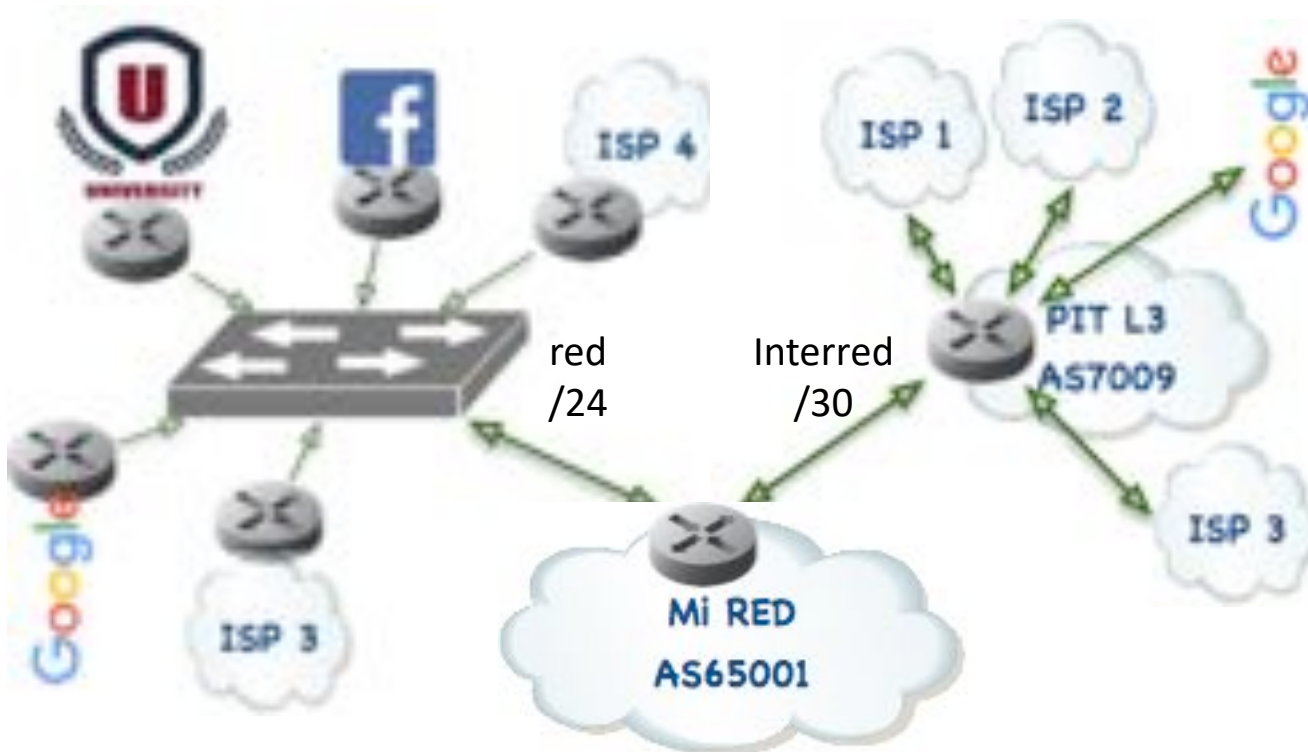 U
UNIVERSITY
f
ISP 4
ISP 1
ISP 2
Google
red
/24
Interred
/30
PIT L3
AS7009
Google
ISP 3
ISP 3
Mi RED
AS65001